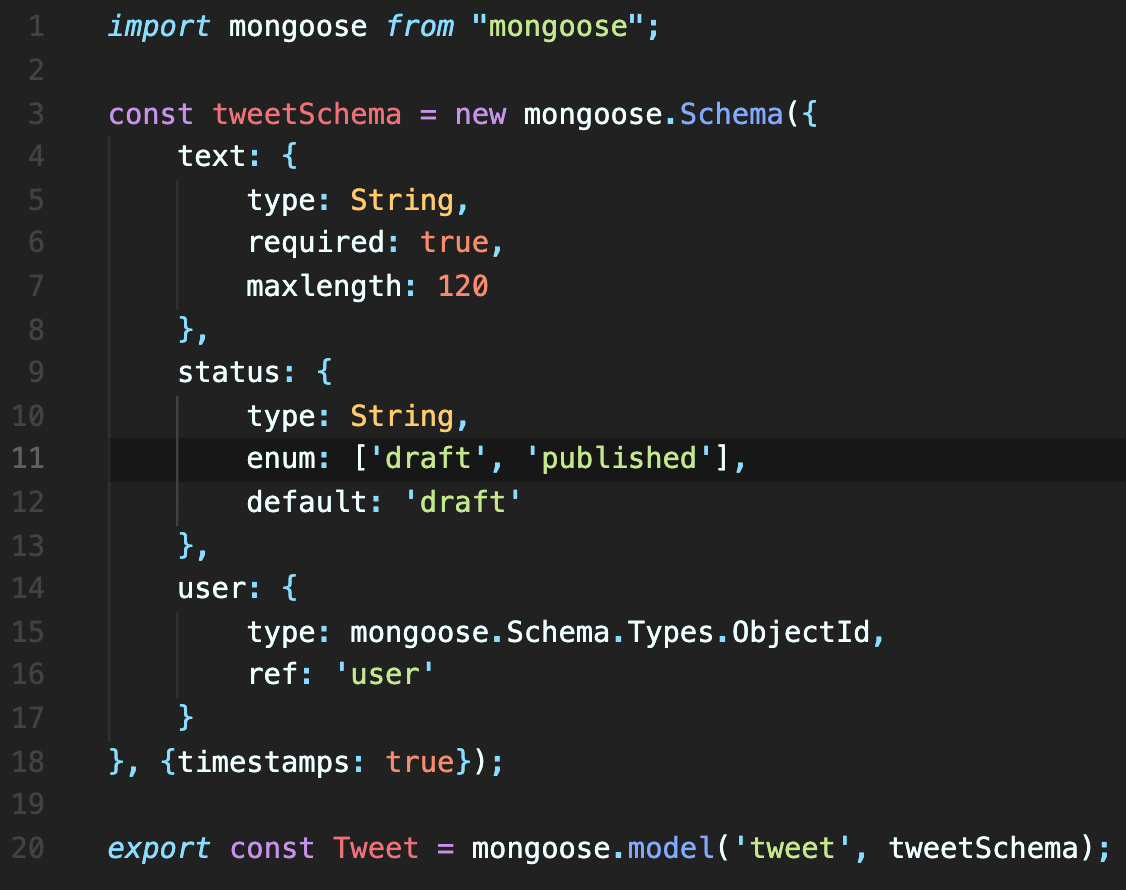 1 import mongoose from "mongoose";
2
3 const tweetSchema = new mongoose.Schema({
4     text: {
5         type: String,
6         required: true,
7         maxlength: 120
8     },
9     status: {
10         type: String,
11         enum: ['draft', 'published'],
12         default: 'draft'
13     },
14     user: {
15         type: mongoose.Schema.Types.ObjectId,
16         ref: 'user'
17     }
18 }, {timestamps: true});
19
20 export const Tweet = mongoose.model('tweet', tweetSchema);